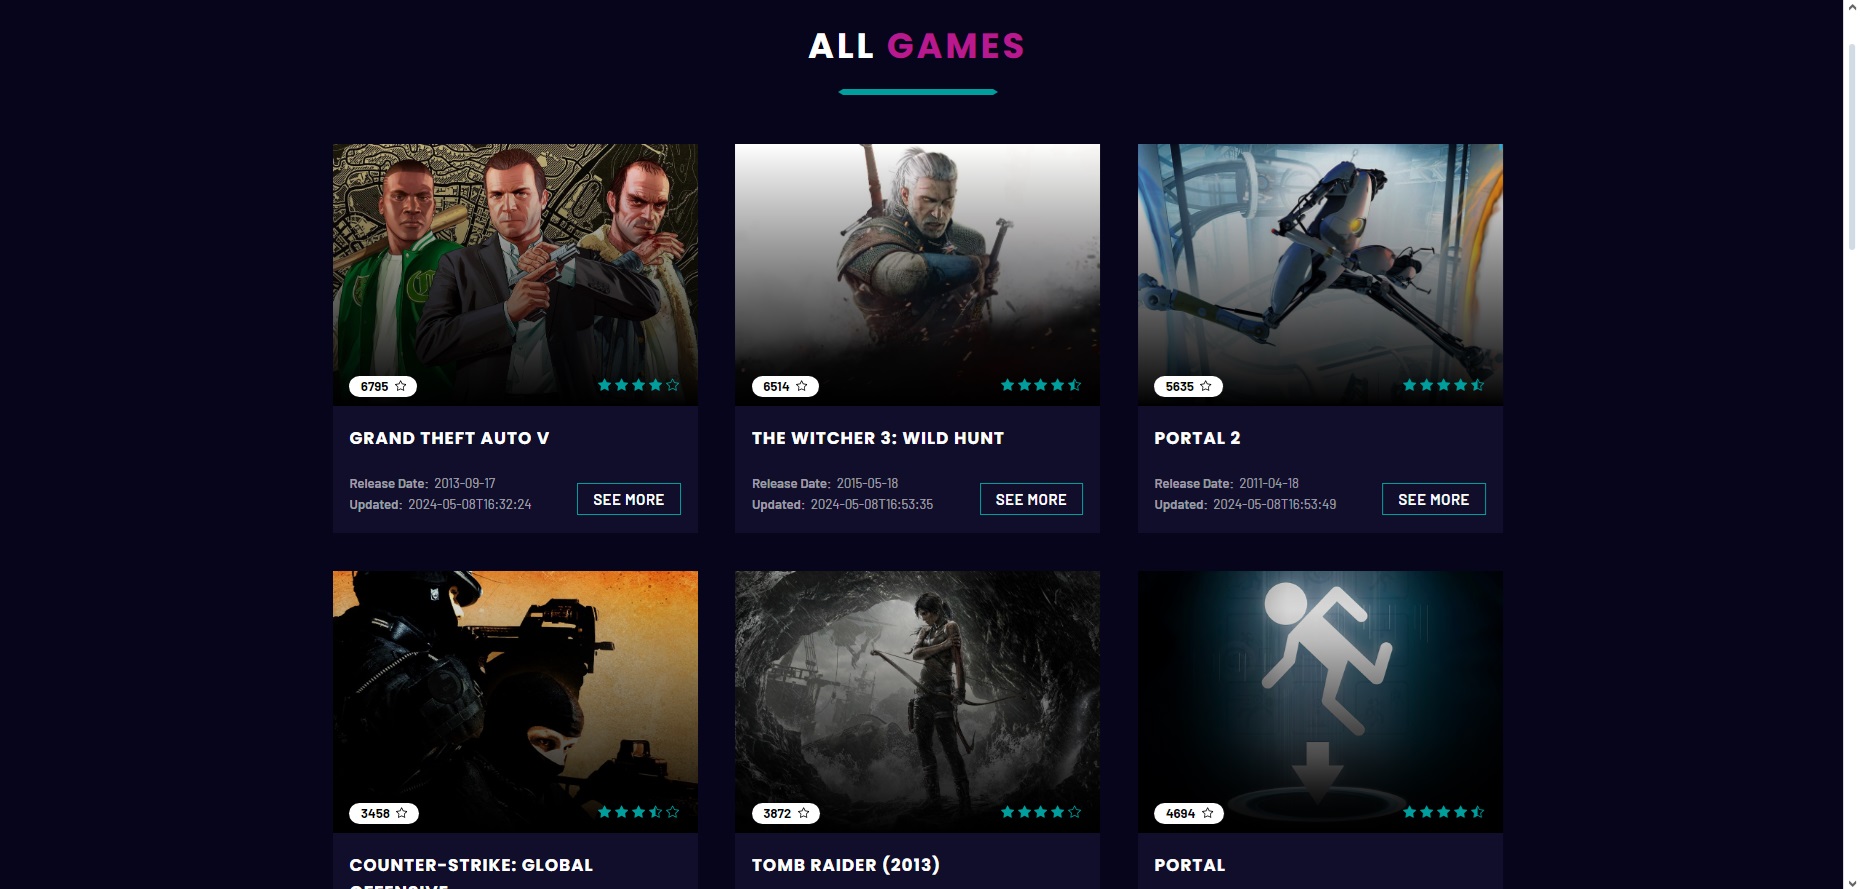 ALL GAMES
6795
6514
5635
GRAND THEFT AUTO V
THE WITCHER 3: WILD HUNT
PORTAL 2
Release Date: 2013-09-17
Updated: 2024-05-08T16:32:24
SEE MORE
Release Date: 2015-05-18
Updated: 2024-05-08T16:53:35
SEE MORE
Release Date: 2011-04-18
Updated: 2024-05-08T16:53:49
SEE MORE
3458
3872
4694
COUNTER-STRIKE: GLOBAL
OFFENSIVE
TOMB RAIDER (2013)
PORTAL